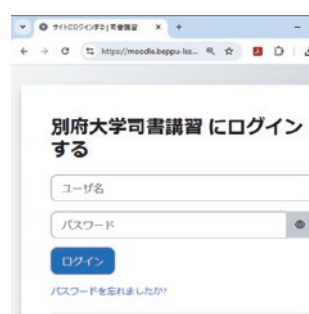 サイトにログインする | 司書講習
https://moodle.beppu-lis...
別府大学司書講習 にログイン
する
ユーザ名
パスワード
ログイン
パスワードを忘れましたか?